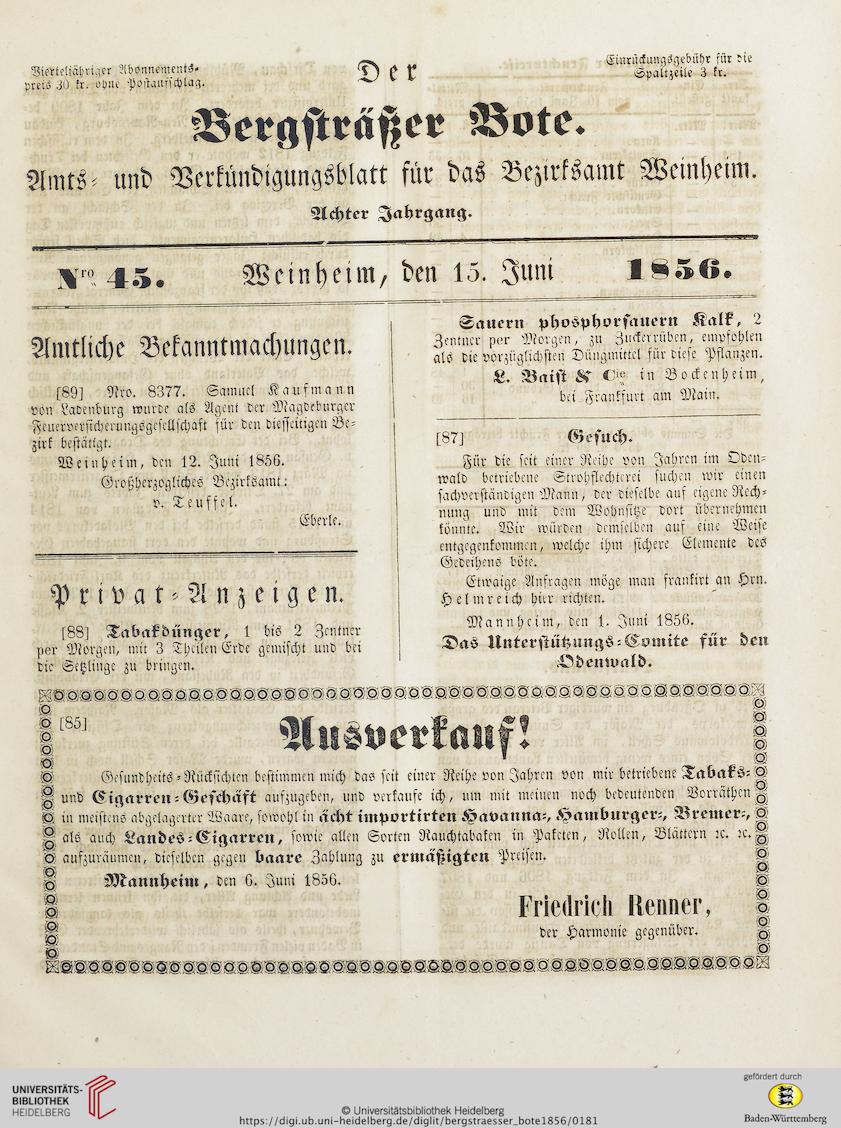 Vierteljähriger Abonnements-
preis 30 kr. ohne Postaufschlag.
Der
Einrückungsgebühr für die
Spaltzeile 3 kr.
Bergsträßer Bote.
Amts- und Verkündigungsblatt für das Bezirksamt Weinheim.
Achter Jahrgang.
Nro 45. Weinheim, den 15. Juni 1856.
Amtliche Bekanntmachungen.
[89] Nro. 8377. Samuel Kaufmann
von Ladenburg wurde als Agent der Magdeburger
Feuerversicherungsgesellschaft für den diesseitigen Be-
zirk bestätigt.
Weinheim, den 12. Juni 1856.
Großherzogliches Bezirksamt:
v. Teuffel.
Eberle.
Privat-Anzeigen.
[88] Tabakdünger, 1 bis 2 Zentner
per Morgen, mit 3 Theilen Erde gemischt und bei
die Setzlinge zu bringen.
Sauern phosphorsauern Kalk, 2
Zentner per Morgen, zu Zuckerrüben, empfohlen
als die vorzüglichsten Düngmittel für diese Pflanzen.
L. Baist & Cie in Bockenheim,
bei Frankfurt am Main.
[87] Gesuch.
Für die seit einer Reihe von Jahren im Oden-
wald betriebene Strohflechterei suchen wir einen
sachverständigen Mann, der dieselbe auf eigene Rech-
nung und mit dem Wohnsitze dort übernehmen
könnte. Wir würden demselben auf eine Weise
entgegenkommen, welche ihm sichere Elemente des
Gedeihens böte.
Etwaige Anfragen möge man frankirt an Hrn.
Helmreich hier richten.
Mannheim, den 1. Juni 1856.
Das Unterstützungs-Comite für den
Odenwald.
[85] Ausverkauf!
Gesundheits-Rücksichten bestimmen mich das seit einer Reihe von Jahren von mir betriebene Tabaks-
und Cigarren-Geschäft aufzugeben, und verkaufe ich, um mit meinen noch bedeutenden Vorräthen
in meistens abgelagerter Waare, sowohl in ächt importirten Havanna-, Hamburger-, Bremer-,
als auch Landes-Cigarren, sowie allen Sorten Rauchtabaken in Paketen, Rollen, Blättern ꝛc. ꝛc.
aufzuräumen, dieselben gegen baare Zahlung zu ermäßigten Preisen.
Mannheim, den 6. Juni 1856.
Friedrich Renner,
der Harmonie gegenüber.
UNIVERSITÄTS-
BIBLIOTHEK
HEIDELBERG
© Universitätsbibliothek Heidelberg
https://digi.ub.uni-heidelberg.de/diglit/bergstraesser_bote1856/0181
gefördert durch
Baden-Württemberg